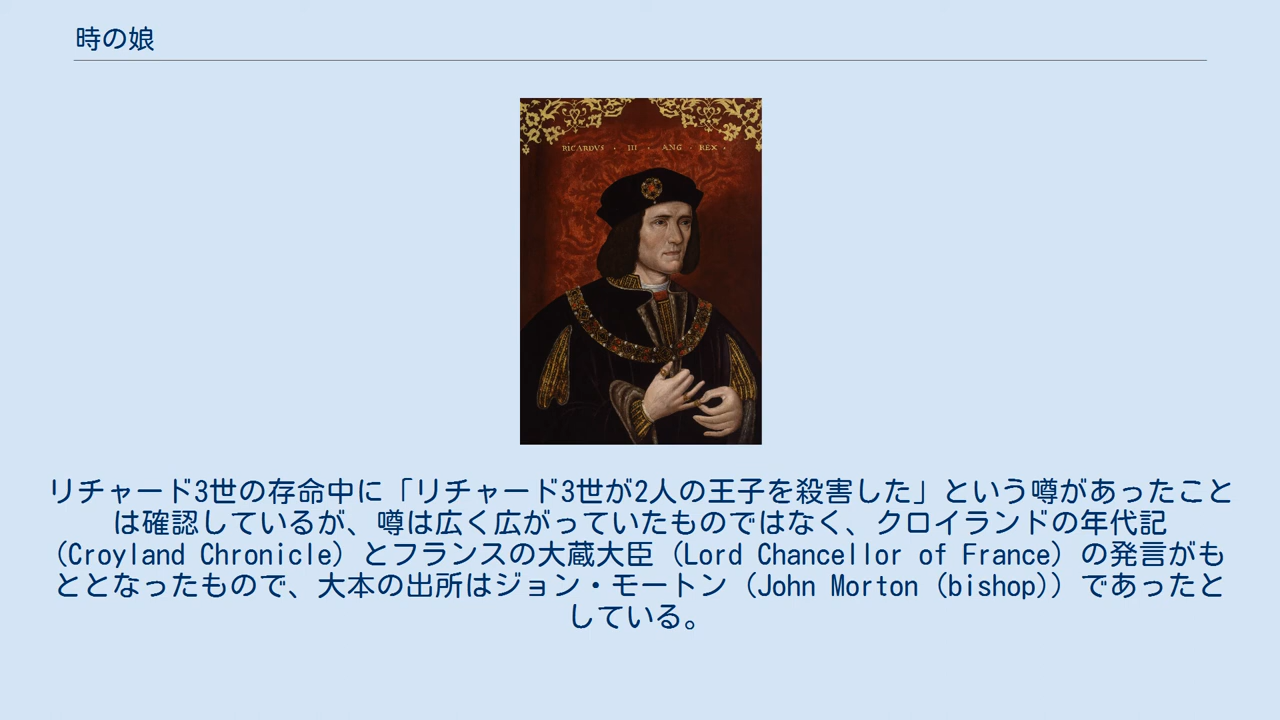 時の娘
RICARDVS · III · ANG · REX ·
リチャード3世の存命中に「リチャード3世が2人の王子を殺害した」という噂があったこと
は確認しているが、噂は広く広がっていたものではなく、クロイランドの年代記
（Croyland Chronicle）とフランスの大蔵大臣（Lord Chancellor of France）の発言がも
ととなったもので、大本の出所はジョン・モートン（John Morton (bishop)）であったと
している。